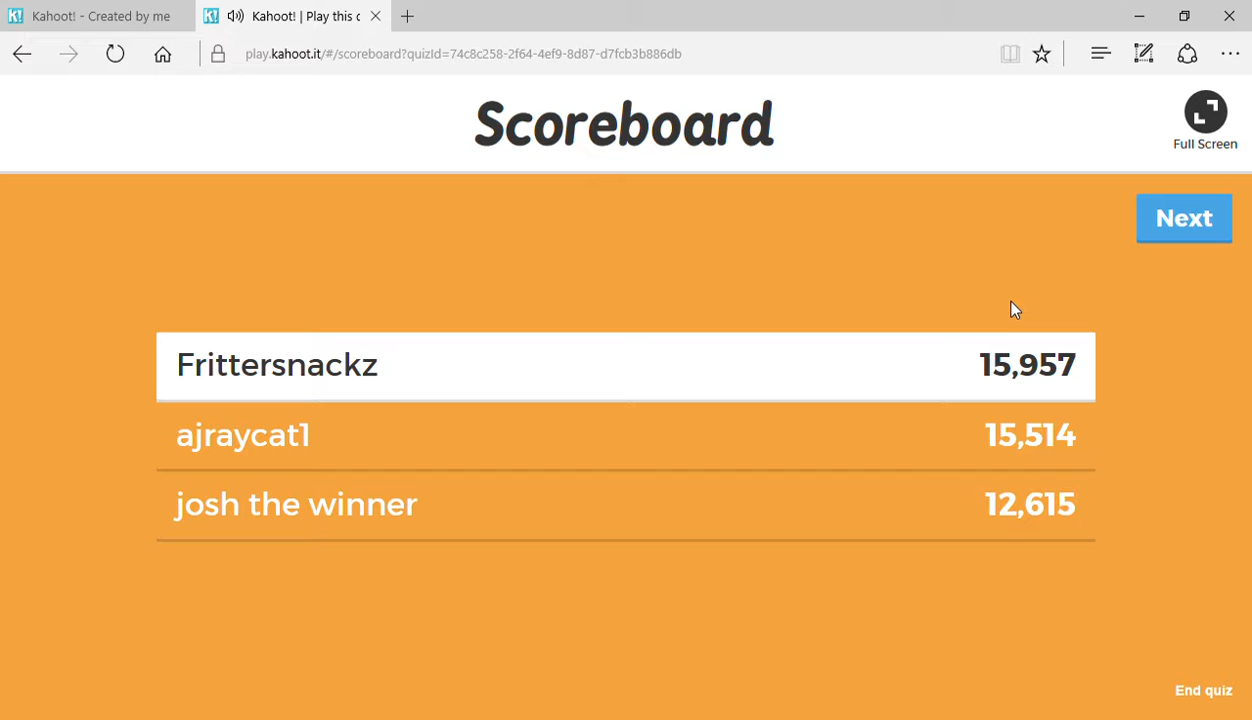 Kahoot! - Created by me
Kahoot! | Play this
play.kahoot.it/#/scoreboard?quizId=74c8c258-2f64-4ef9-8d87-d7fcb3b886db
Scoreboard
Full Screen
Next
Frittersnackz 15,957
ajraycat1 15,514
josh the winner 12,615
End quiz